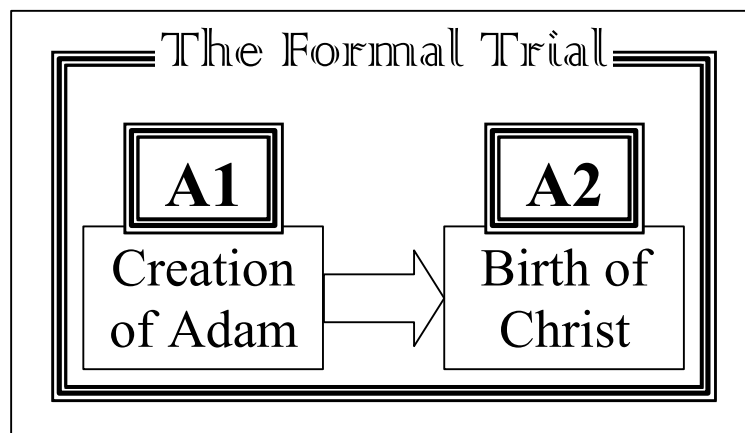 The Formal Trial
A1
Creation
of Adam
A2
Birth of
Christ